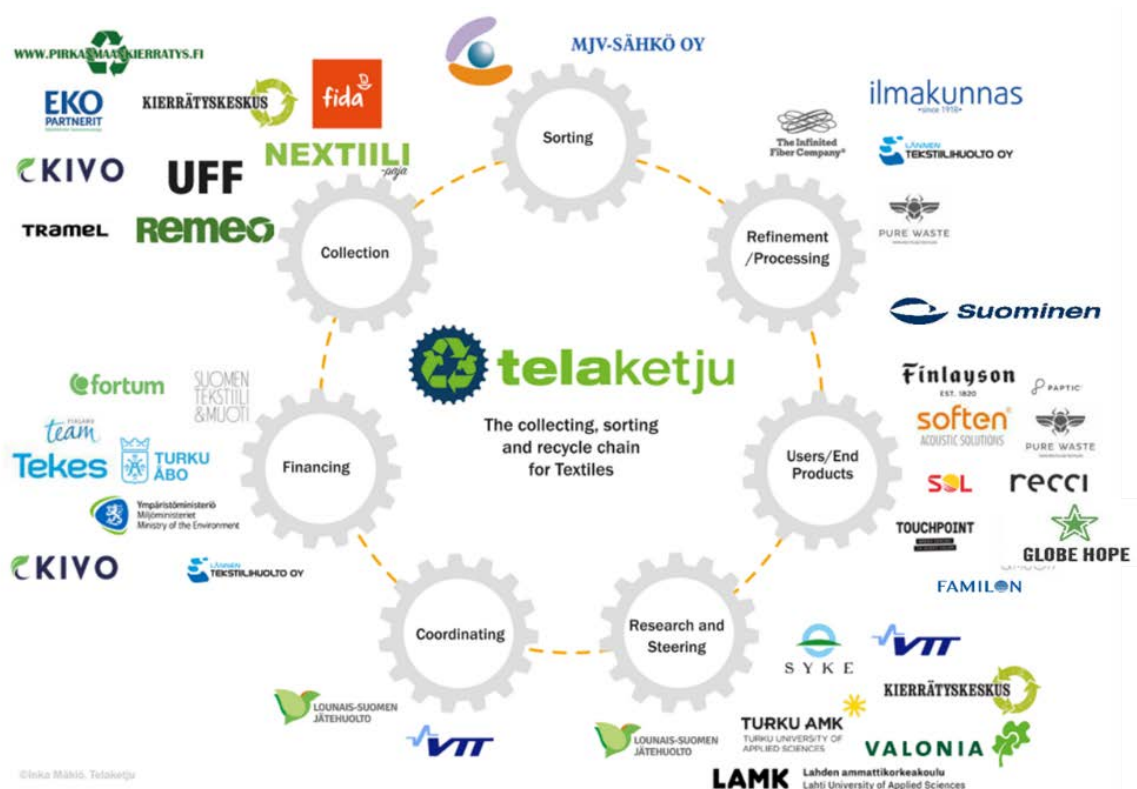 WWW.PIRKANMAANKIERRATYS.FI
EKO
PARTNERIT
KIERRÄTYSKESKUS
fida
KIVO
UFF
NEXTIILI
-paja
TRAMEL
Remeo
Collection
MJV-SÄHKÖ OY
Sorting
ilmakunnas
•since 1918•
The Infinited
Fiber Company®
LÄNNEN
TEKSTIILIHUOLTO OY
PURE WASTE
Refinement
/Processing
telaketju
The collecting, sorting
and recycle chain
for Textiles
Suominen
Finlayson
EST. 1820
PAPTIC®
soften®
ACOUSTIC SOLUTIONS
PURE WASTE
SOL
recci
TOUCHPOINT
GLOBE HOPE
FAMILON
Users/End
Products
fortum
SUOMEN
TEKSTIILI
&MUOTI
FINLAND
team
Tekes
TURKU
ÅBO
Ympäristöministeriö
Miljöministeriet
Ministry of the Environment
KIVO
LÄNNEN
TEKSTIILIHUOLTO OY
Financing
Coordinating
LOUNAIS-SUOMEN
JÄTEHUOLTO
VTT
Research and
Steering
SYKE
VTT
KIERRÄTYSKESKUS
LOUNAIS-SUOMEN
JÄTEHUOLTO
TURKU AMK
TURKU UNIVERSITY OF
APPLIED SCIENCES
VALONIA
LAMK
Lahden ammattikorkeakoulu
Lahti University of Applied Sciences
©Inka Mäkiö. Telaketju